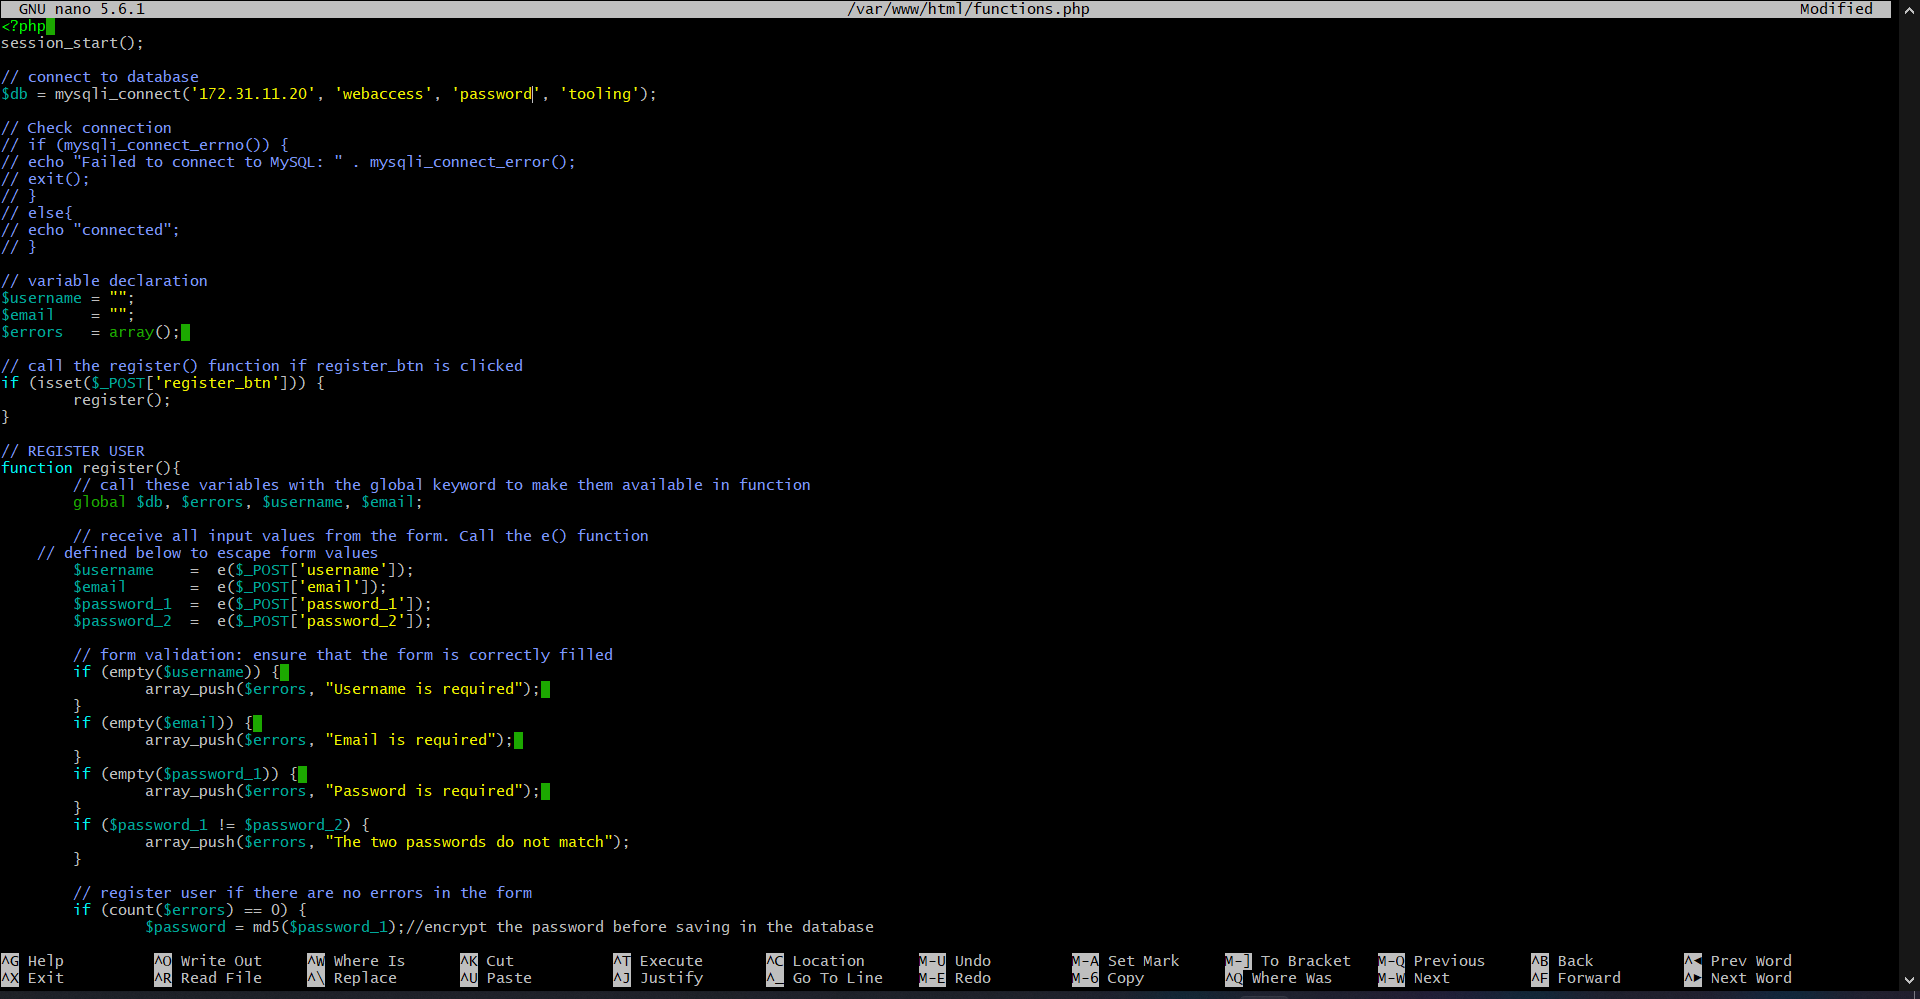 GNU nano 5.6.1 /var/www/html/functions.php Modified
<?php
session_start();

// connect to database
$db = mysqli_connect('172.31.11.20', 'webaccess', 'password', 'tooling');

// Check connection
// if (mysqli_connect_errno()) {
// echo "Failed to connect to MySQL: " . mysqli_connect_error();
// exit();
// }
// else{
// echo "connected";
// }

// variable declaration
$username = "";
$email    = "";
$errors   = array();

// call the register() function if register_btn is clicked
if (isset($_POST['register_btn'])) {
        register();
}

// REGISTER USER
function register(){
        // call these variables with the global keyword to make them available in function
        global $db, $errors, $username, $email;

        // receive all input values from the form. Call the e() function
    // defined below to escape form values
        $username    =  e($_POST['username']);
        $email       =  e($_POST['email']);
        $password_1  =  e($_POST['password_1']);
        $password_2  =  e($_POST['password_2']);

        // form validation: ensure that the form is correctly filled
        if (empty($username)) {
                array_push($errors, "Username is required");
        }
        if (empty($email)) {
                array_push($errors, "Email is required");
        }
        if (empty($password_1)) {
                array_push($errors, "Password is required");
        }
        if ($password_1 != $password_2) {
                array_push($errors, "The two passwords do not match");
        }

        // register user if there are no errors in the form
        if (count($errors) == 0) {
                $password = md5($password_1);//encrypt the password before saving in the database

^G Help ^O Write Out ^W Where Is ^K Cut ^T Execute ^C Location M-U Undo M-A Set Mark M-] To Bracket M-Q Previous ^B Back ^◄ Prev Word
^X Exit ^R Read File ^\ Replace ^U Paste ^J Justify ^_ Go To Line M-E Redo M-6 Copy ^Q Where Was M-W Next ^F Forward ^► Next Word